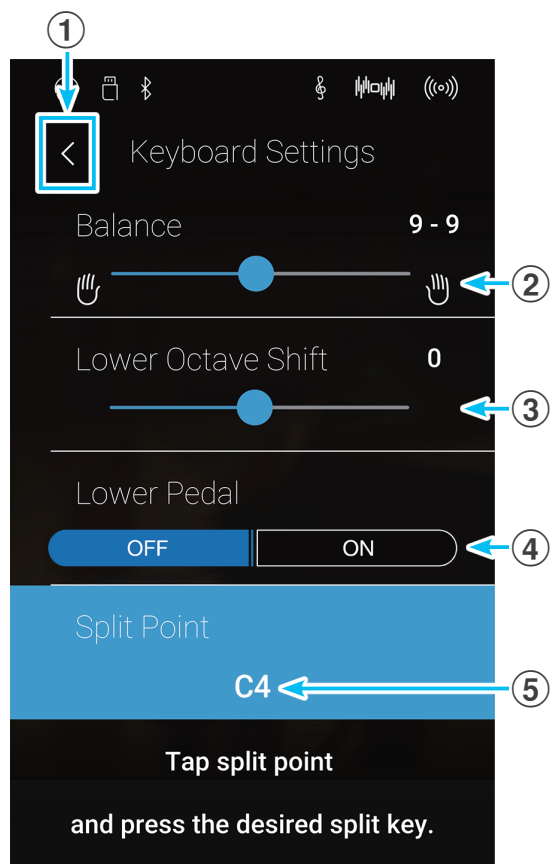 ①
Keyboard Settings
Balance 9 - 9
②
Lower Octave Shift 0
③
Lower Pedal
OFF ON ④
Split Point
C4 ⑤
Tap split point
and press the desired split key.